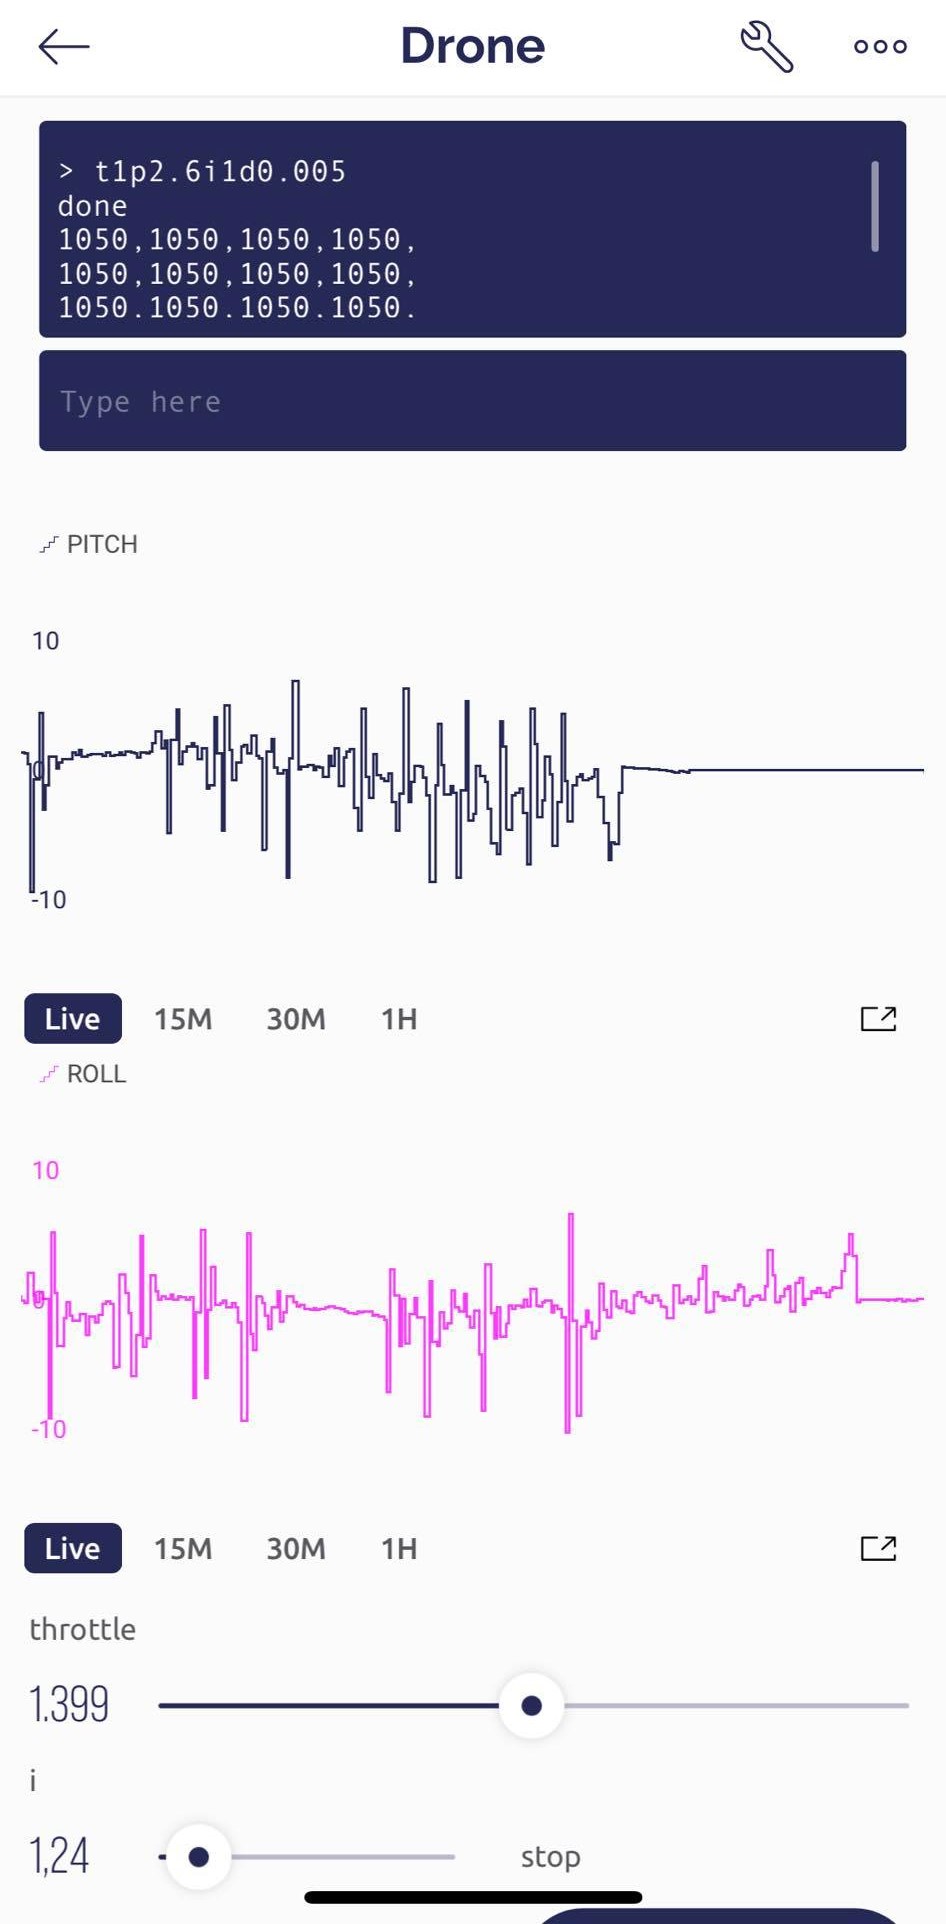 Drone
> t1p2.6i1d0.005
done
1050,1050,1050,1050,
1050,1050,1050,1050,
1050.1050.1050.1050.
Type here
PITCH
10
0
-10
Live 15M 30M 1H
ROLL
10
0
-10
Live 15M 30M 1H
throttle
1.399
i
1,24
stop